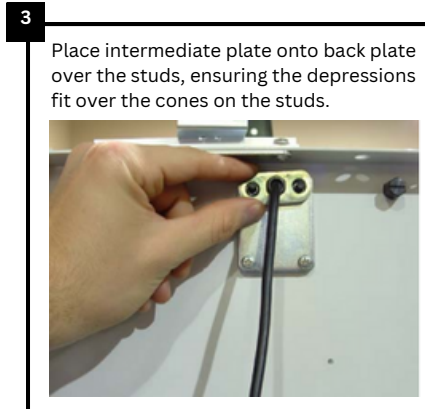 3
Place intermediate plate onto back plate
over the studs, ensuring the depressions
fit over the cones on the studs.